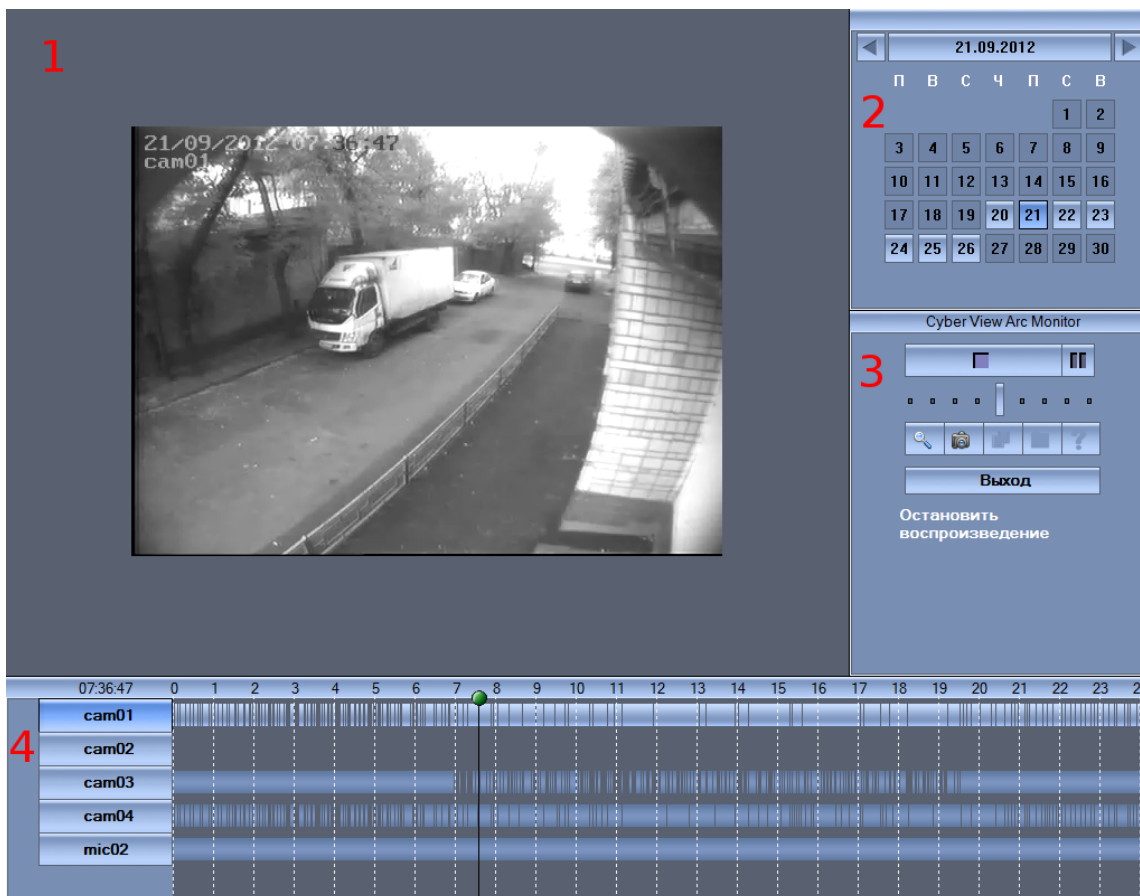 1
21/09/2012 07:36:47
cam01
21.09.2012
П В С Ч П С В
2
1 2
3 4 5 6 7 8 9
10 11 12 13 14 15 16
17 18 19 20 21 22 23
24 25 26 27 28 29 30
Cyber View Arc Monitor
3
?
Выход
Остановить
воспроизведение
07:36:47 0 1 2 3 4 5 6 7 8 9 10 11 12 13 14 15 16 17 18 19 20 21 22 23
4
cam01
cam02
cam03
cam04
mic02